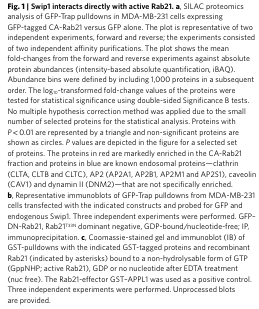 Fig. 1 | Swip1 interacts directly with active Rab21. a, SILAC proteomics
analysis of GFP-Trap pulldowns in MDA-MB-231 cells expressing
GFP-tagged CA-Rab21 versus GFP alone. The plot is representative of two
independent experiments, forward and reverse; the experiments consisted
of two independent affinity purifications. The plot shows the mean
fold-changes from the forward and reverse experiments against absolute
protein abundances (intensity-based absolute quantification, iBAQ).
Abundance bins were defined by including 1,000 proteins in a subsequent
order. The log₂-transformed fold-change values of the proteins were
tested for statistical significance using double-sided Significance B tests.
No multiple hypothesis correction method was applied due to the small
number of selected proteins for the statistical analysis. Proteins with
P < 0.01 are represented by a triangle and non-significant proteins are
shown as circles. P values are depicted in the figure for a selected set
of proteins. The proteins in red are markedly enriched in the CA-Rab21
fraction and proteins in blue are known endosomal proteins—clathrin
(CLTA, CLTB and CLTC), AP2 (AP2A1, AP2B1, AP2M1 and AP2S1), caveolin
(CAV1) and dynamin II (DNM2)—that are not specifically enriched.
b, Representative immunoblots of GFP-Trap pulldowns from MDA-MB-231
cells transfected with the indicated constructs and probed for GFP and
endogenous Swip1. Three independent experiments were performed. GFP-
DN-Rab21, Rab21ᵀ³³ᴺ dominant negative, GDP-bound/nucleotide-free; IP,
immunoprecipitation. c, Coomassie-stained gel and immunoblot (IB) of
GST-pulldowns with the indicated GST-tagged proteins and recombinant
Rab21 (indicated by asterisks) bound to a non-hydrolysable form of GTP
(GppNHP; active Rab21), GDP or no nucleotide after EDTA treatment
(nuc free). The Rab21-effector GST-APPL1 was used as a positive control.
Three independent experiments were performed. Unprocessed blots
are provided.